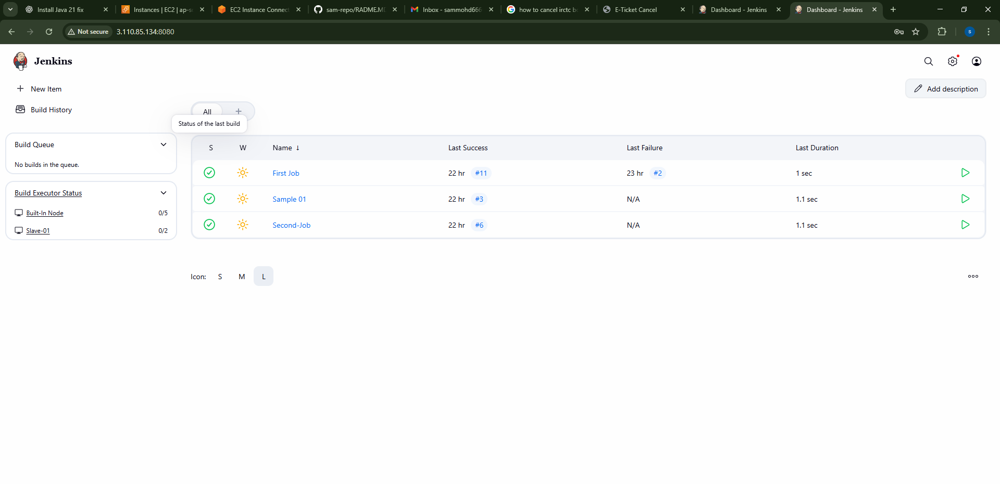 Install Java 21 fix
Instances | EC2 | ap-s
EC2 Instance Connect
sam-repo/RADME.MD
Inbox - sammohd666
how to cancel irctc b
E-Ticket Cancel
Dashboard - Jenkins
Dashboard - Jenkins
Not secure
3.110.85.134:8080
S
Jenkins
New Item
Add description
Build History
All
Status of the last build
Build Queue
No builds in the queue.
Build Executor Status
Built-In Node 0/5
Slave-01 0/2
S W Name ↓ Last Success Last Failure Last Duration
First Job 22 hr #11 23 hr #2 1 sec
Sample 01 22 hr #3 N/A 1.1 sec
Second-Job 22 hr #6 N/A 1.1 sec
Icon: S M L